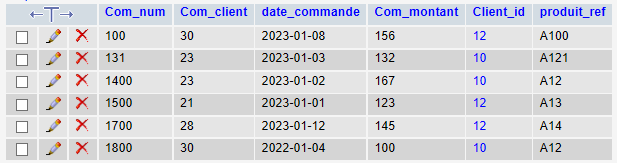 Com_num Com_client date_commande Com_montant Client_id produit_ref
100 30 2023-01-08 156 12 A100
131 23 2023-01-03 132 10 A121
1400 23 2023-01-02 167 10 A12
1500 21 2023-01-01 123 12 A13
1700 28 2023-01-12 145 12 A14
1800 30 2022-01-04 100 10 A12